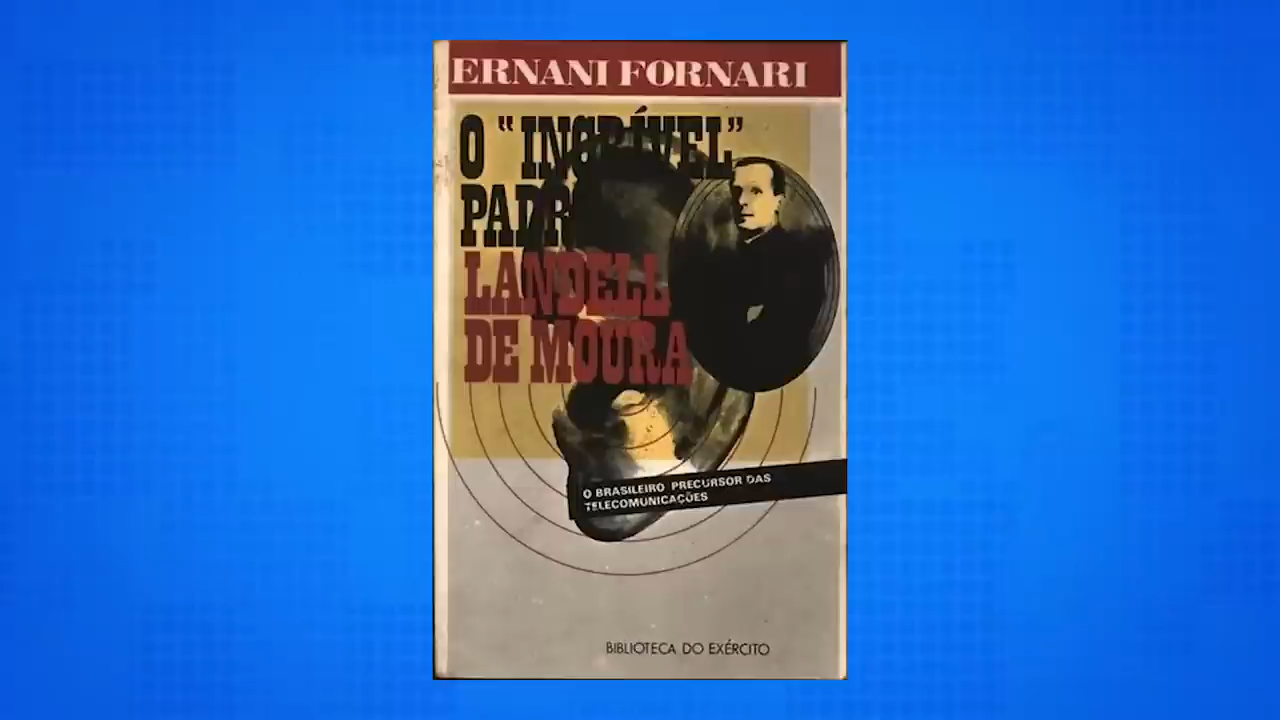 ERNANI FORNARI
O "INCRÍVEL"
PADR
LANDELL
DE MOURA
O BRASILEIRO PRECURSOR DAS
TELECOMUNICAÇÕES
BIBLIOTECA DO EXÉRCITO